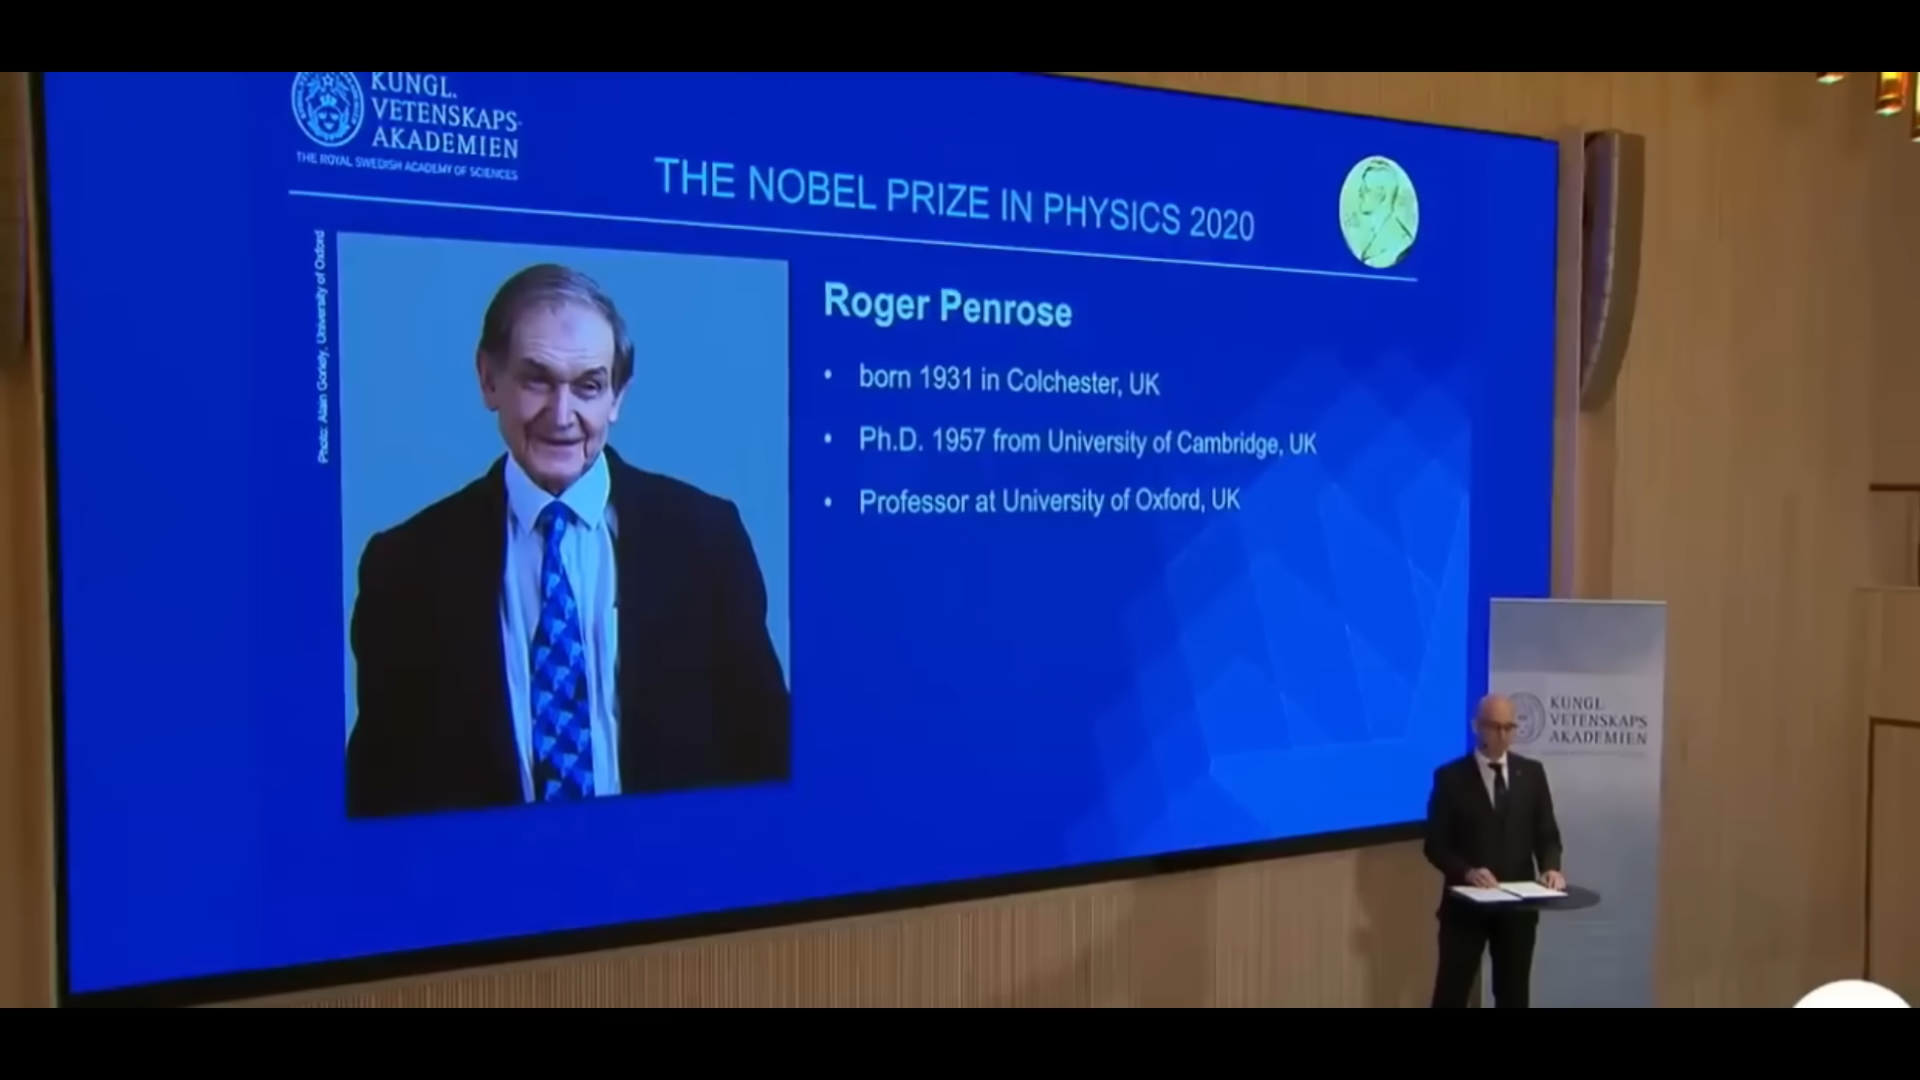 KUNGL.
VETENSKAPS-
AKADEMIEN
THE ROYAL SWEDISH ACADEMY OF SCIENCES
THE NOBEL PRIZE IN PHYSICS 2020
Photo: Alain Goriely, University of Oxford
Roger Penrose
• born 1931 in Colchester, UK
• Ph.D. 1957 from University of Cambridge, UK
• Professor at University of Oxford, UK
KUNGL.
VETENSKAPS
AKADEMIEN